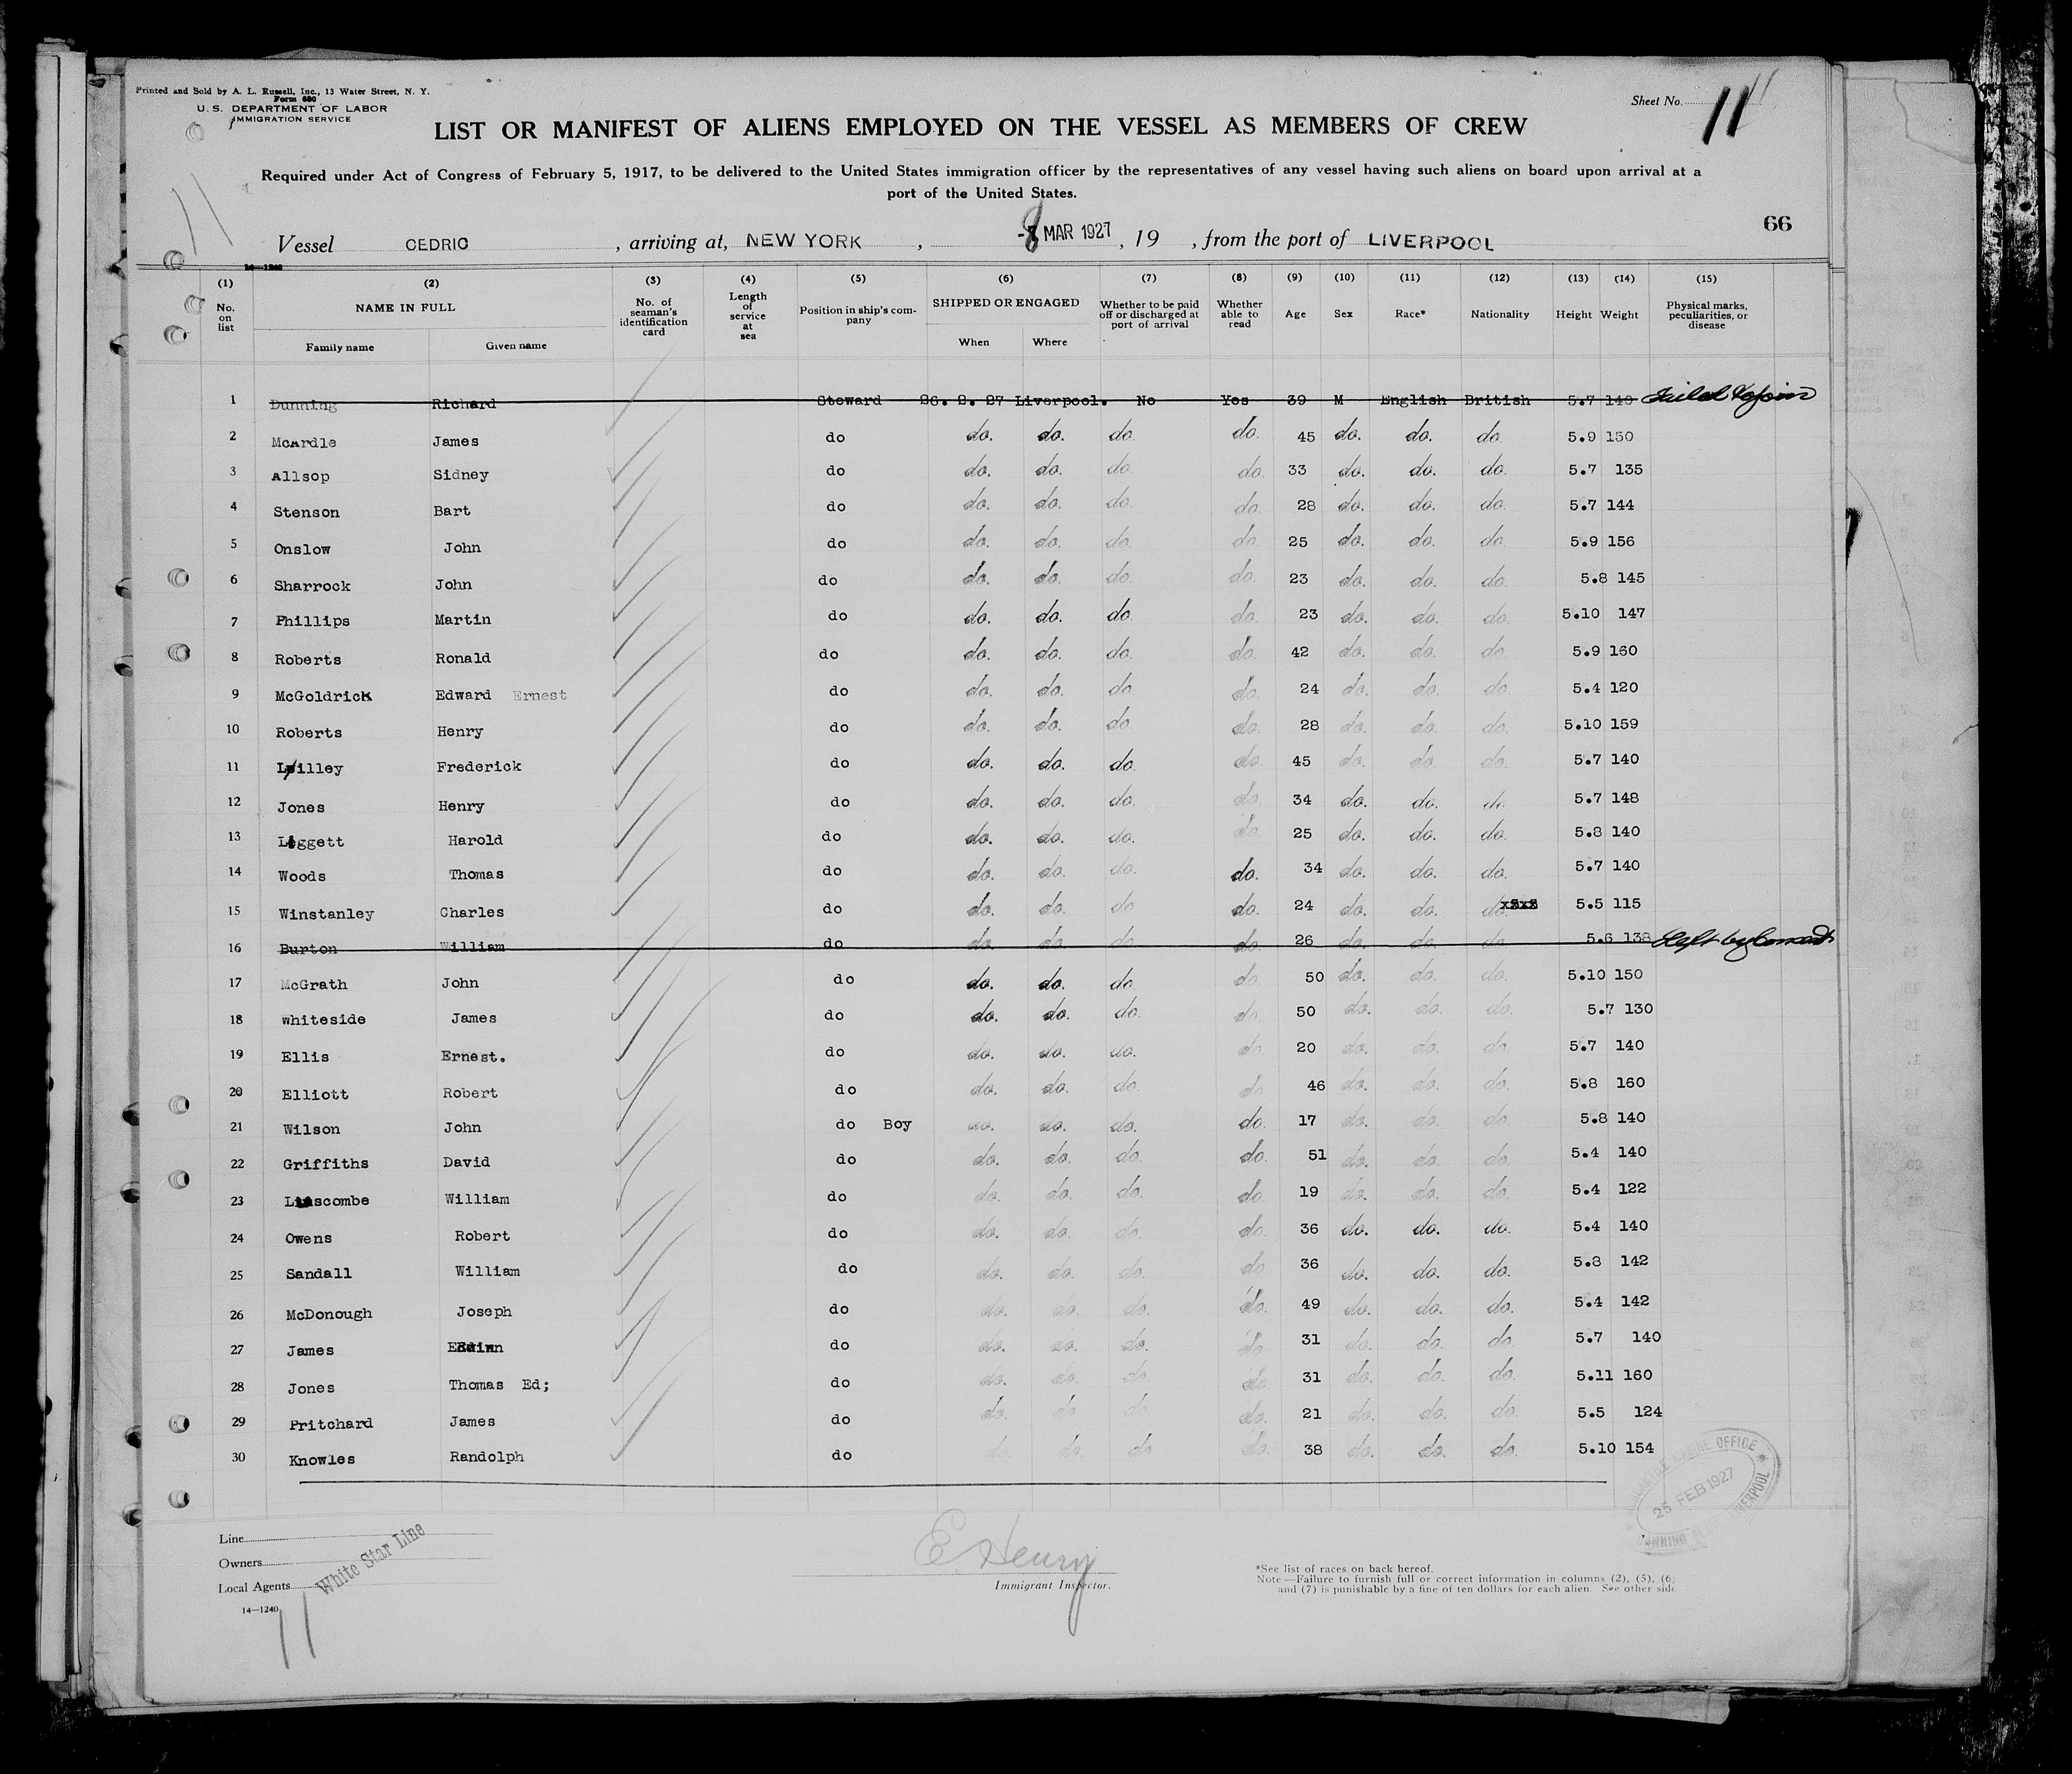 Printed and Sold by A. L. Russell, Inc., 13 Water Street, N. Y.
Form 680
U. S. DEPARTMENT OF LABOR
IMMIGRATION SERVICE
Sheet No. 11
LIST OR MANIFEST OF ALIENS EMPLOYED ON THE VESSEL AS MEMBERS OF CREW
Required under Act of Congress of February 5, 1917, to be delivered to the United States immigration officer by the representatives of any vessel having such aliens on board upon arrival at a
port of the United States.
66
Vessel CEDRIC, arriving at, NEW YORK, -8 MAR 1927, 19 , from the port of LIVERPOOL
14—1240
(1) (2) (3) (4) (5) (6) (7) (8) (9) (10) (11) (12) (13) (14) (15)
No. on list NAME IN FULL No. of seaman's identification card Length of service at sea Position in ship's company SHIPPED OR ENGAGED Whether to be paid off or discharged at port of arrival Whether able to read Age Sex Race* Nationality Height Weight Physical marks, peculiarities, or disease
Family name Given name When Where
1 Dunning Richard Steward 26. 2. 27 Liverpool. No Yes 39 M English British 5.7 140 Failed to join
2 McArdle James do do. do. do. do. 45 do. do. do. 5.9 150
3 Allsop Sidney do do. do. do. do. 33 do. do. do. 5.7 135
4 Stenson Bart do do. do. do. do. 28 do. do. do. 5.7 144
5 Onslow John do do. do. do. do. 25 do. do. do. 5.9 156
6 Sharrock John do do. do. do. do. 23 do. do. do. 5.8 145
7 Phillips Martin do do. do. do. do. 23 do. do. do. 5.10 147
8 Roberts Ronald do do. do. do. do. 42 do. do. do. 5.9 160
9 McGoldrick Edward Ernest do do. do. do. do. 24 do. do. do. 5.4 120
10 Roberts Henry do do. do. do. do. 28 do. do. do. 5.10 159
11 Lilley Frederick do do. do. do. do. 45 do. do. do. 5.7 140
12 Jones Henry do do. do. do. do. 34 do. do. do. 5.7 148
13 Leggett Harold do do. do. do. do. 25 do. do. do. 5.8 140
14 Woods Thomas do do. do. do. do. 34 do. do. do. 5.7 140
15 Winstanley Charles do do. do. do. do. 24 do. do. do. 5.5 115
16 Burton William do do. do. do. do. 26 do. do. do. 5.6 138 Left by Consent
17 McGrath John do do. do. do. do. 50 do. do. do. 5.10 150
18 whiteside James do do. do. do. do. 50 do. do. do. 5.7 130
19 Ellis Ernest. do do. do. do. do. 20 do. do. do. 5.7 140
20 Elliott Robert do do. do. do. do. 46 do. do. do. 5.8 160
21 Wilson John do Boy do. do. do. do. 17 do. do. do. 5.8 140
22 Griffiths David do do. do. do. do. 51 do. do. do. 5.4 140
23 William do do. do. do. do. 19 do. do. do. 5.4 122
24 Owens Robert do do. do. do. do. 36 do. do. do. 5.4 140
25 Sandall William do do. do. do. do. 36 do. do. do. 5.8 142
26 McDonough Joseph do do. do. do. do. 49 do. do. do. 5.4 142
27 James do do. do. do. do. 31 do. do. do. 5.7 140
28 Jones Thomas Ed; do do. do. do. do. 31 do. do. do. 5.11 160
29 Pritchard James do do. do. do. do. 21 do. do. do. 5.5 124
30 Knowles Randolph do do. do. do. do. 38 do. do. do. 5.10 154
MERCANTILE MARINE OFFICE
25 FEB 1927
CANNING PLACE LIVERPOOL
Line
Owners
Local Agents
White Star Line
14—1240
E Henry
Immigrant Inspector.
*See list of races on back hereof.
Note.—Failure to furnish full or correct information in columns (2), (5), (6)
and (7) is punishable by a fine of ten dollars for each alien. See other side
11